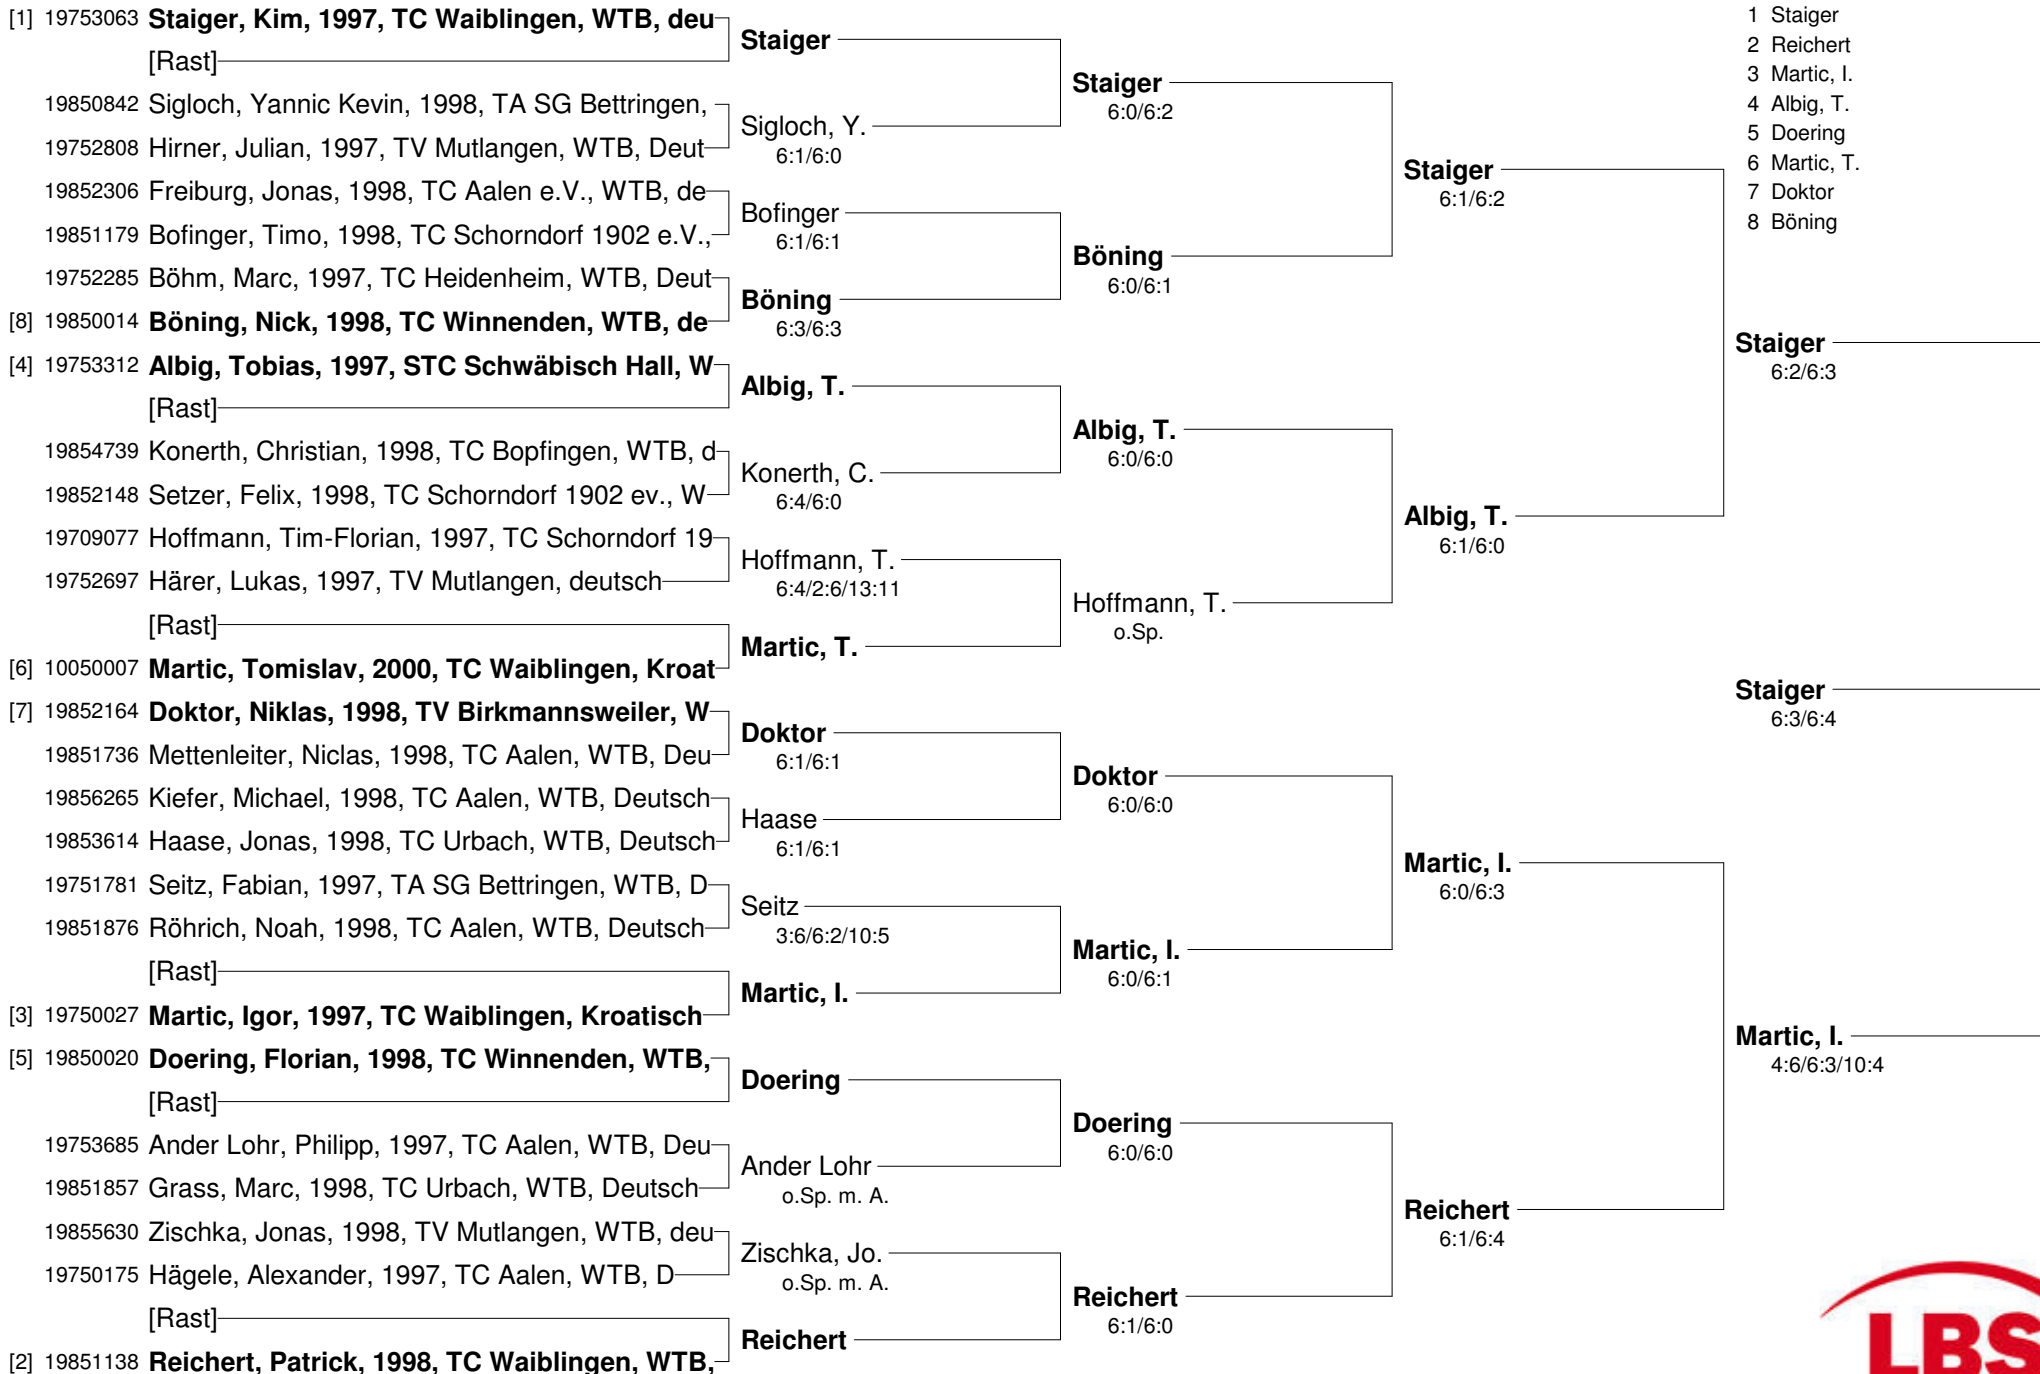 [1] 19753063 Staiger, Kim, 1997, TC Waiblingen, WTB, deu
[Rast]
19850842 Sigloch, Yannic Kevin, 1998, TA SG Bettringen,
19752808 Hirner, Julian, 1997, TV Mutlangen, WTB, Deut
19852306 Freiburg, Jonas, 1998, TC Aalen e.V., WTB, de
19851179 Bofinger, Timo, 1998, TC Schorndorf 1902 e.V.,
19752285 Böhm, Marc, 1997, TC Heidenheim, WTB, Deut
[8] 19850014 Böning, Nick, 1998, TC Winnenden, WTB, de
[4] 19753312 Albig, Tobias, 1997, STC Schwäbisch Hall, W
[Rast]
19854739 Konerth, Christian, 1998, TC Bopfingen, WTB, d
19852148 Setzer, Felix, 1998, TC Schorndorf 1902 ev., W
19709077 Hoffmann, Tim-Florian, 1997, TC Schorndorf 19
19752697 Härer, Lukas, 1997, TV Mutlangen, deutsch
[Rast]
[6] 10050007 Martic, Tomislav, 2000, TC Waiblingen, Kroat
[7] 19852164 Doktor, Niklas, 1998, TV Birkmannsweiler, W
19851736 Mettenleiter, Niclas, 1998, TC Aalen, WTB, Deu
19856265 Kiefer, Michael, 1998, TC Aalen, WTB, Deutsch
19853614 Haase, Jonas, 1998, TC Urbach, WTB, Deutsch
19751781 Seitz, Fabian, 1997, TA SG Bettringen, WTB, D
19851876 Röhrich, Noah, 1998, TC Aalen, WTB, Deutsch
[Rast]
[3] 19750027 Martic, Igor, 1997, TC Waiblingen, Kroatisch
[5] 19850020 Doering, Florian, 1998, TC Winnenden, WTB,
[Rast]
19753685 Ander Lohr, Philipp, 1997, TC Aalen, WTB, Deu
19851857 Grass, Marc, 1998, TC Urbach, WTB, Deutsch
19855630 Zischka, Jonas, 1998, TV Mutlangen, WTB, deu
19750175 Hägele, Alexander, 1997, TC Aalen, WTB, D
[Rast]
[2] 19851138 Reichert, Patrick, 1998, TC Waiblingen, WTB,
Staiger
Sigloch, Y.
6:1/6:0
Bofinger
6:1/6:1
Böning
6:3/6:3
Albig, T.
Konerth, C.
6:4/6:0
Hoffmann, T.
6:4/2:6/13:11
Martic, T.
Doktor
6:1/6:1
Haase
6:1/6:1
Seitz
3:6/6:2/10:5
Martic, I.
Doering
Ander Lohr
o.Sp. m. A.
Zischka, Jo.
o.Sp. m. A.
Reichert
Staiger
6:0/6:2
Böning
6:0/6:1
Albig, T.
6:0/6:0
Hoffmann, T.
o.Sp.
Doktor
6:0/6:0
Martic, I.
6:0/6:1
Doering
6:0/6:0
Reichert
6:1/6:0
Staiger
6:1/6:2
Albig, T.
6:1/6:0
Martic, I.
6:0/6:3
Reichert
6:1/6:4
1 Staiger
2 Reichert
3 Martic, I.
4 Albig, T.
5 Doering
6 Martic, T.
7 Doktor
8 Böning
Staiger
6:2/6:3
Staiger
6:3/6:4
Martic, I.
4:6/6:3/10:4
LBS